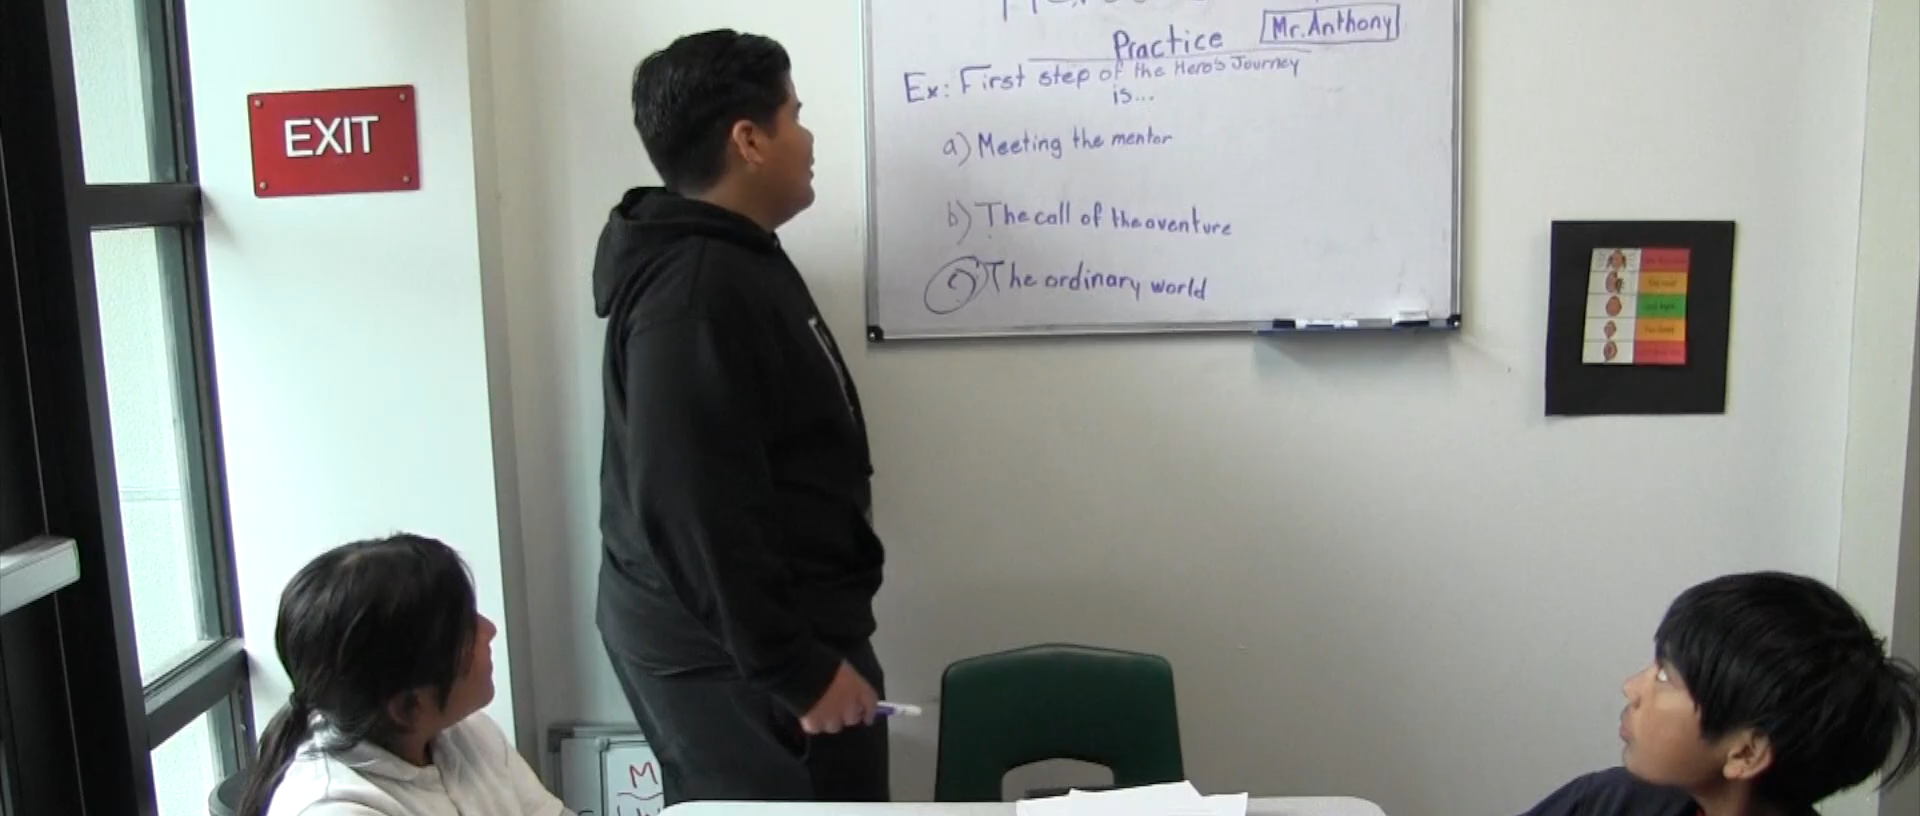 EXIT
Practice
Mr. Anthony
Ex: First step of the Hero's Journey
is...
a) Meeting the mentor
b) The call of the aventure
c) The ordinary world
M